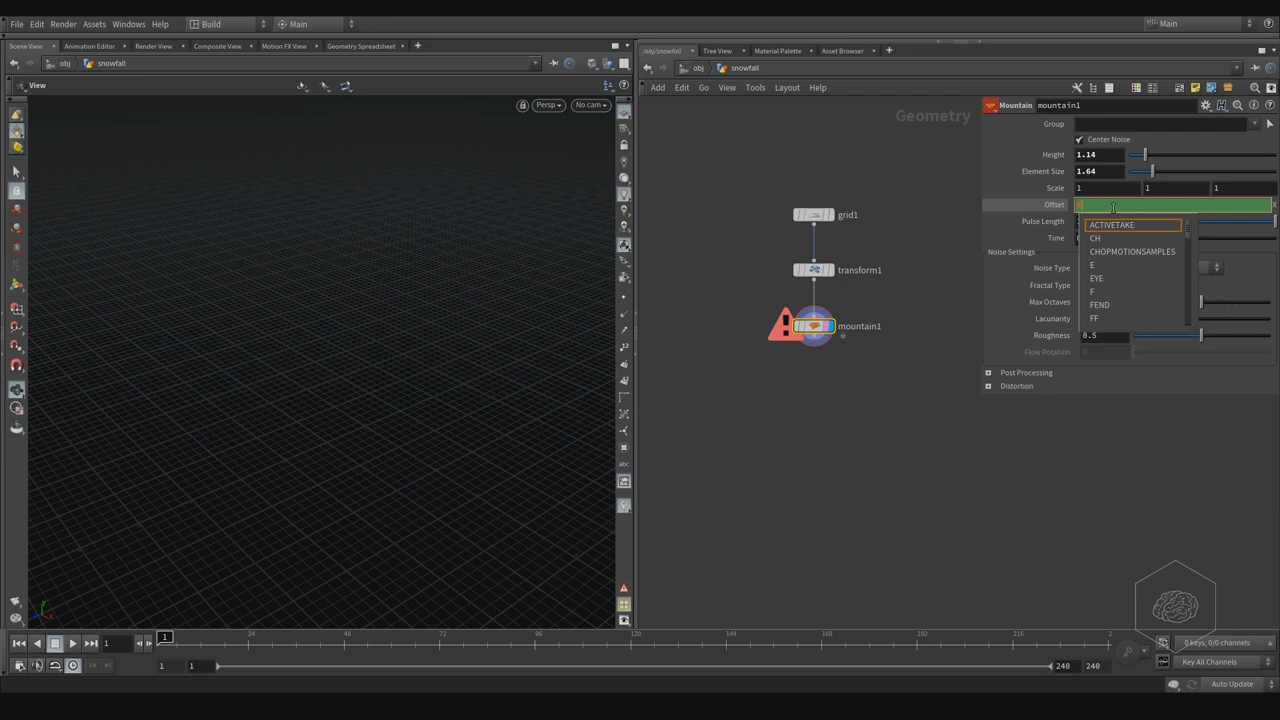 File Edit Render Assets Windows Help Build Main Main
Scene View Animation Editor Render View Composite View Motion FX View Geometry Spreadsheet
/obj/snowfall Tree View Material Palette Asset Browser
obj snowfall
obj snowfall
View
Add Edit Go View Tools Layout Help
Persp No cam
Geometry
Mountain mountain1
Group
Center Noise
Height 1.14
Element Size 1.64
Scale 1 1 1
Offset
Pulse Length
Time
ACTIVETAKE
CH
CHOPMOTIONSAMPLES
E
EYE
F
FEND
FF
Noise Settings
Noise Type
Fractal Type
Max Octaves
Lacunarity
Roughness 0.5
Flow Rotation
Post Processing
Distortion
grid1
transform1
mountain1
abc
1 1 24 48 72 96 120 144 168 192 216 2
0 keys, 0/0 channels
1 1 240 240
Key All Channels
Auto Update